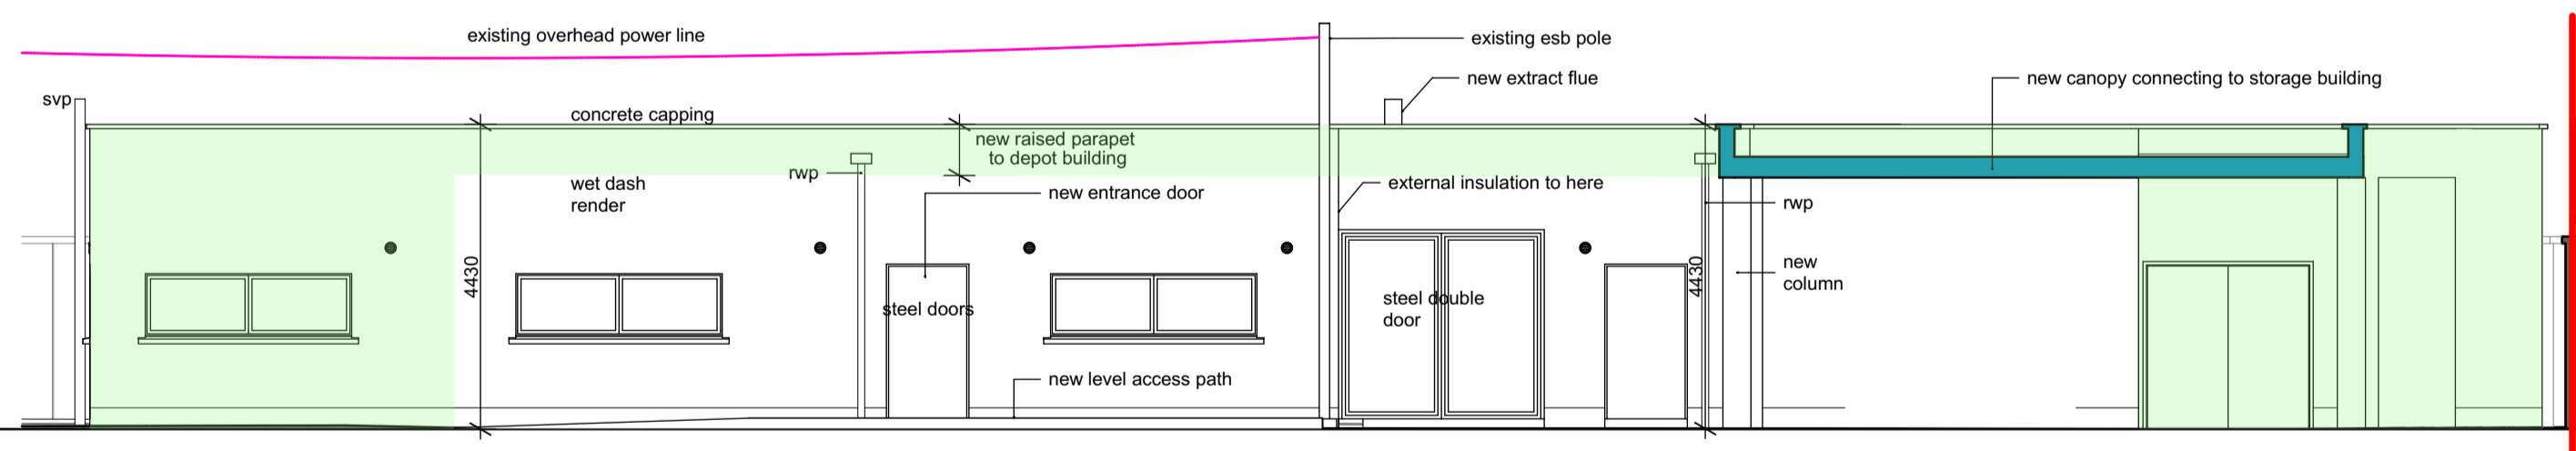 existing overhead power line
existing esb pole
new extract flue
new canopy connecting to storage building
svp
concrete capping
new raised parapet
to depot building
rwp
wet dash
render
new entrance door
external insulation to here
rwp
4430
4430
new
column
steel doors
steel double
door
new level access path